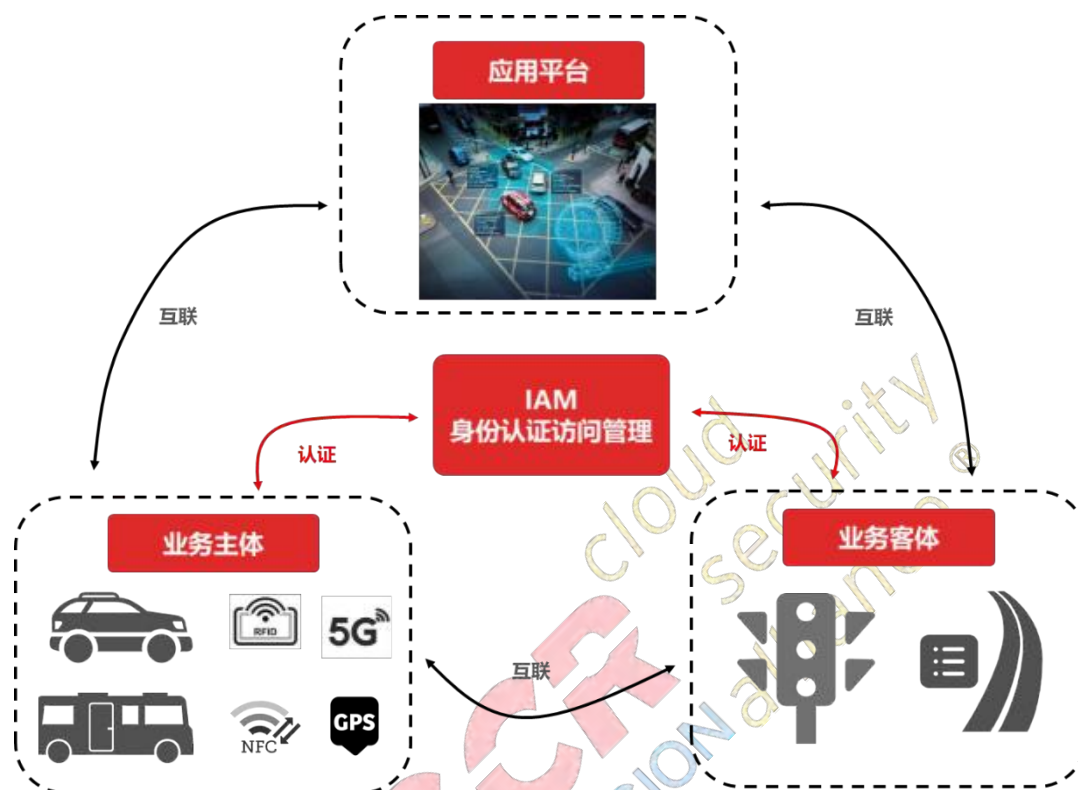 应用平台
互联
互联
IAM
身份认证访问管理
认证
认证
业务主体
业务客体
RFID
5G
互联
NFC
GPS
cloud
security
alliance
®
CR